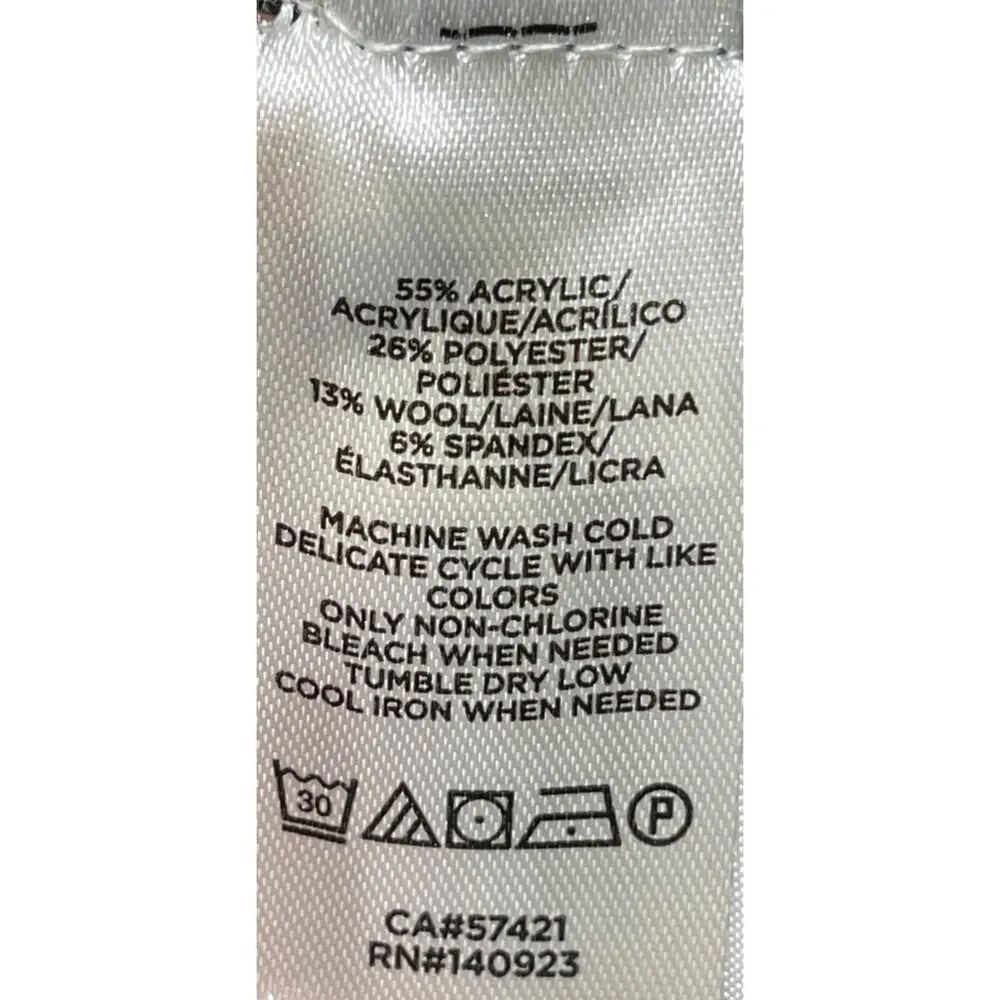 55% ACRYLIC/
ACRYLIQUE/ACRÍLICO
26% POLYESTER/
POLIÉSTER
13% WOOL/LAINE/LANA
6% SPANDEX/
ÉLASTHANNE/LICRA
MACHINE WASH COLD
DELICATE CYCLE WITH LIKE
COLORS
ONLY NON-CHLORINE
BLEACH WHEN NEEDED
TUMBLE DRY LOW
COOL IRON WHEN NEEDED
30 P
CA#57421
RN#140923